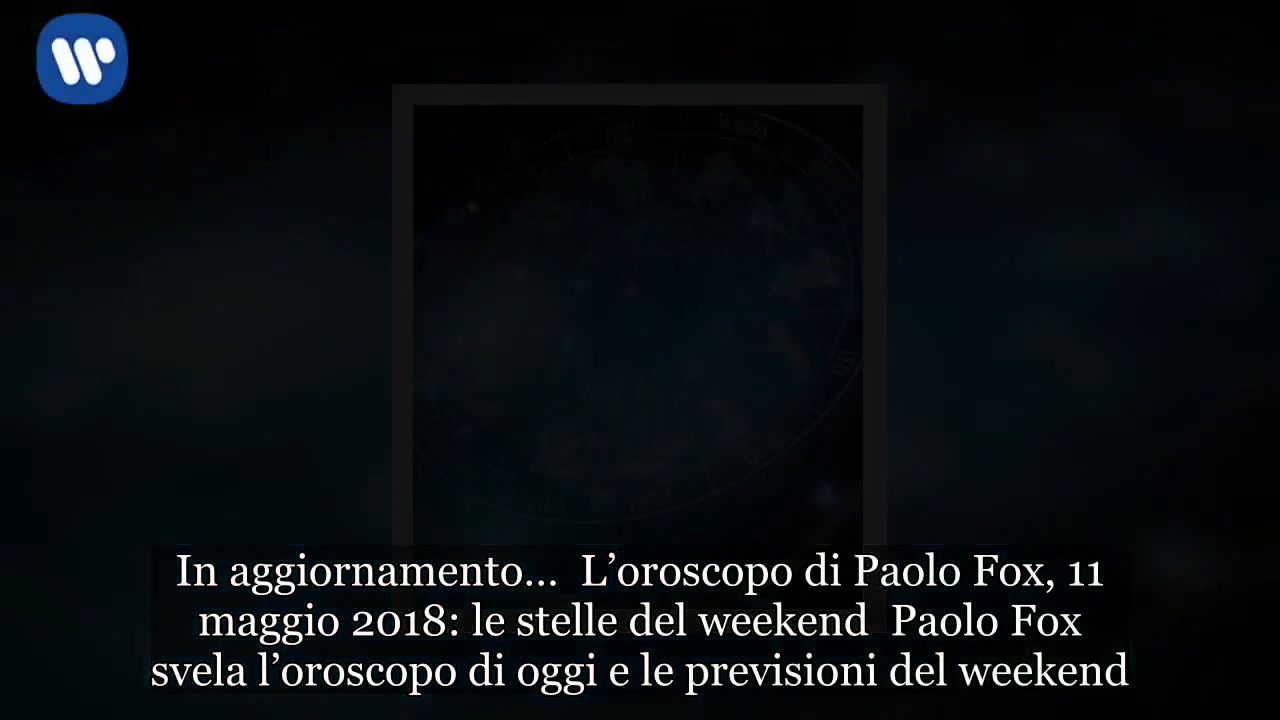 In aggiornamento...  L’oroscopo di Paolo Fox, 11
maggio 2018: le stelle del weekend  Paolo Fox
svela l’oroscopo di oggi e le previsioni del weekend